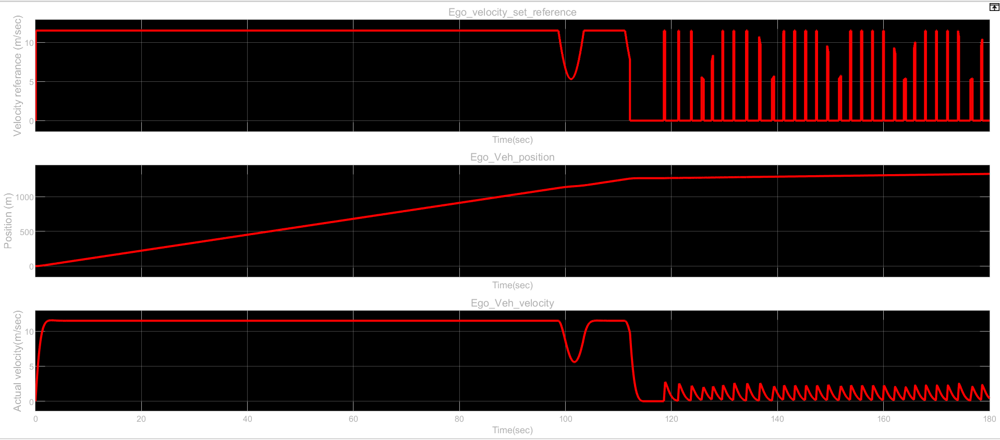 Ego_velocity_set_reference
Velocity referance (m/sec)
10
5
0
Time(sec)
Ego_Veh_position
Position (m)
1000
500
0
Time(sec)
Ego_Veh_velocity
Actual velocity(m/sec)
10
5
0
0 20 40 60 80 100 120 140 160 180
Time(sec)